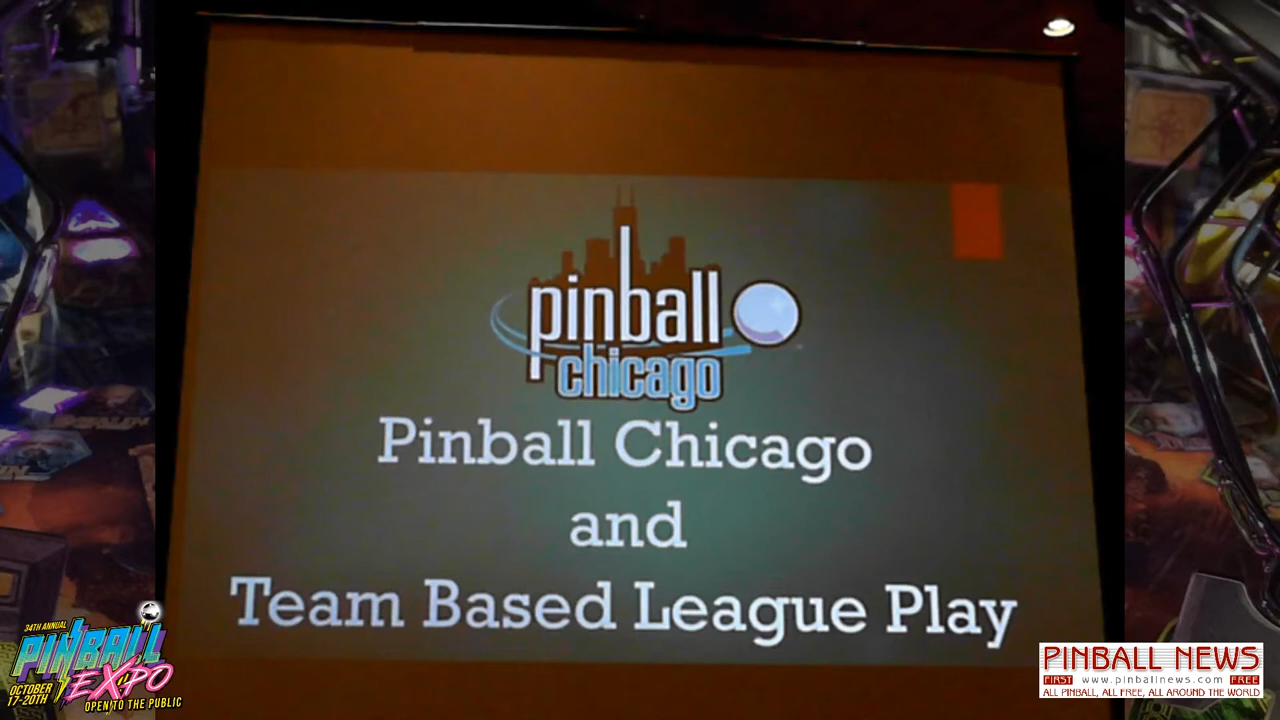 pinball
chicago
Pinball Chicago
and
Team Based League Play
34TH ANNUAL
PINBALL
EXPO
OCTOBER
17-20TH
OPEN TO THE PUBLIC
PINBALL NEWS
FIRST www.pinballnews.com FREE
ALL PINBALL, ALL FREE, ALL AROUND THE WORLD